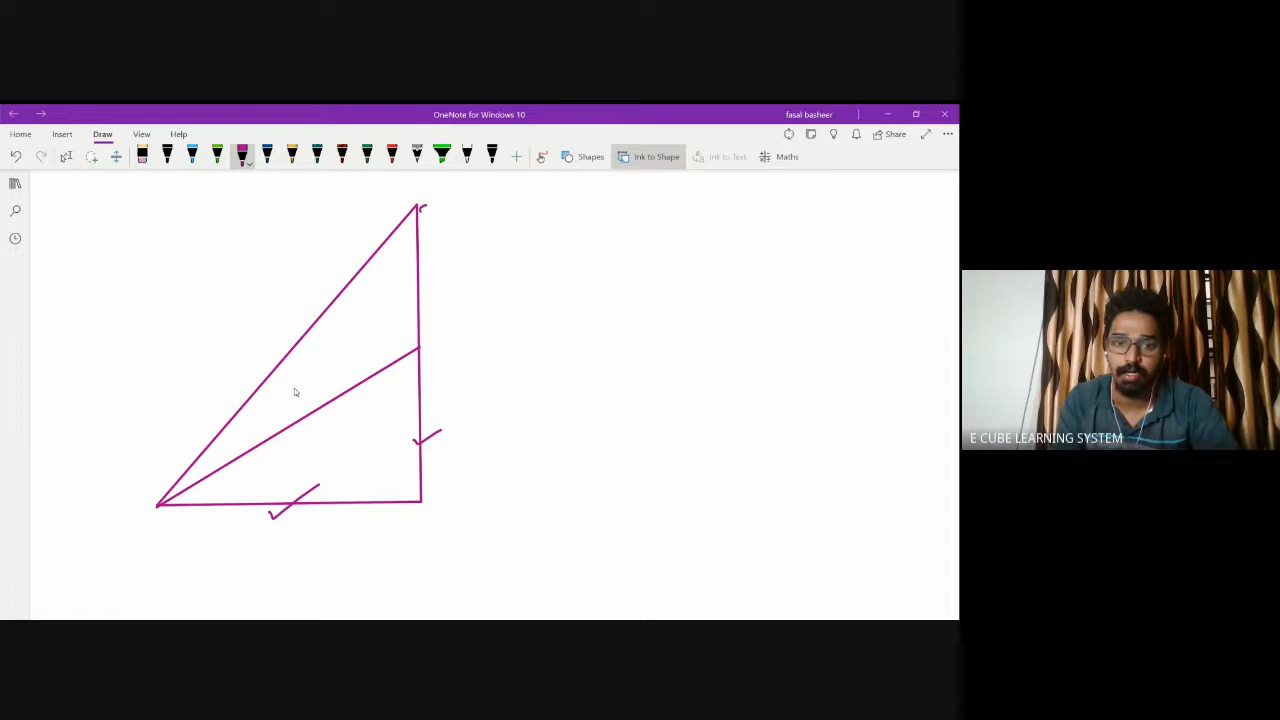 OneNote for Windows 10
fasal basheer
Home Insert Draw View Help
Share
Shapes Ink to Shape Ink to Text Maths
E CUBE LEARNING SYSTEM